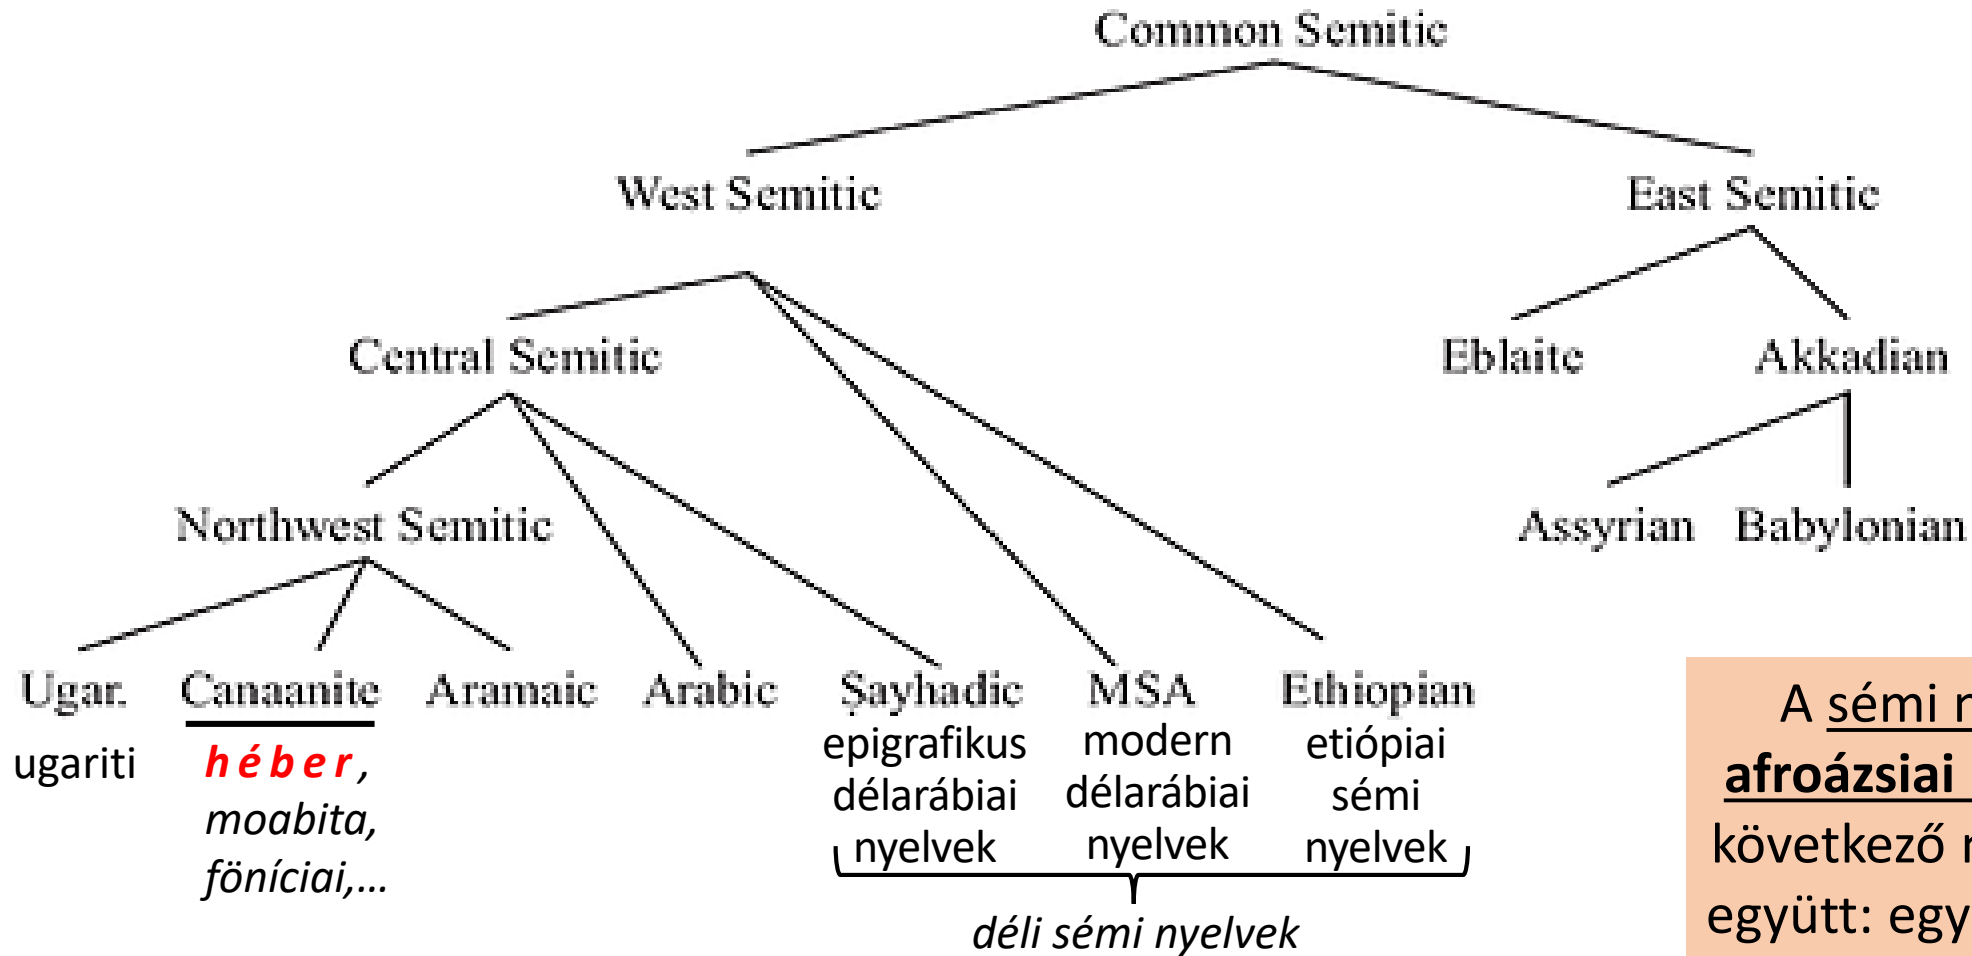 Common Semitic
West Semitic
East Semitic
Central Semitic
Eblaite
Akkadian
Northwest Semitic
Assyrian
Babylonian
Ugar.
Canaanite
Aramaic
Arabic
Ṣayhadic
MSA
Ethiopian
ugariti
héber,
moabita,
föníciai,...
epigrafikus
délarábiai
nyelvek
modern
délarábiai
nyelvek
etiópiai
sémi
nyelvek
déli sémi nyelvek
A sémi
afroázsiai
következő
együtt: